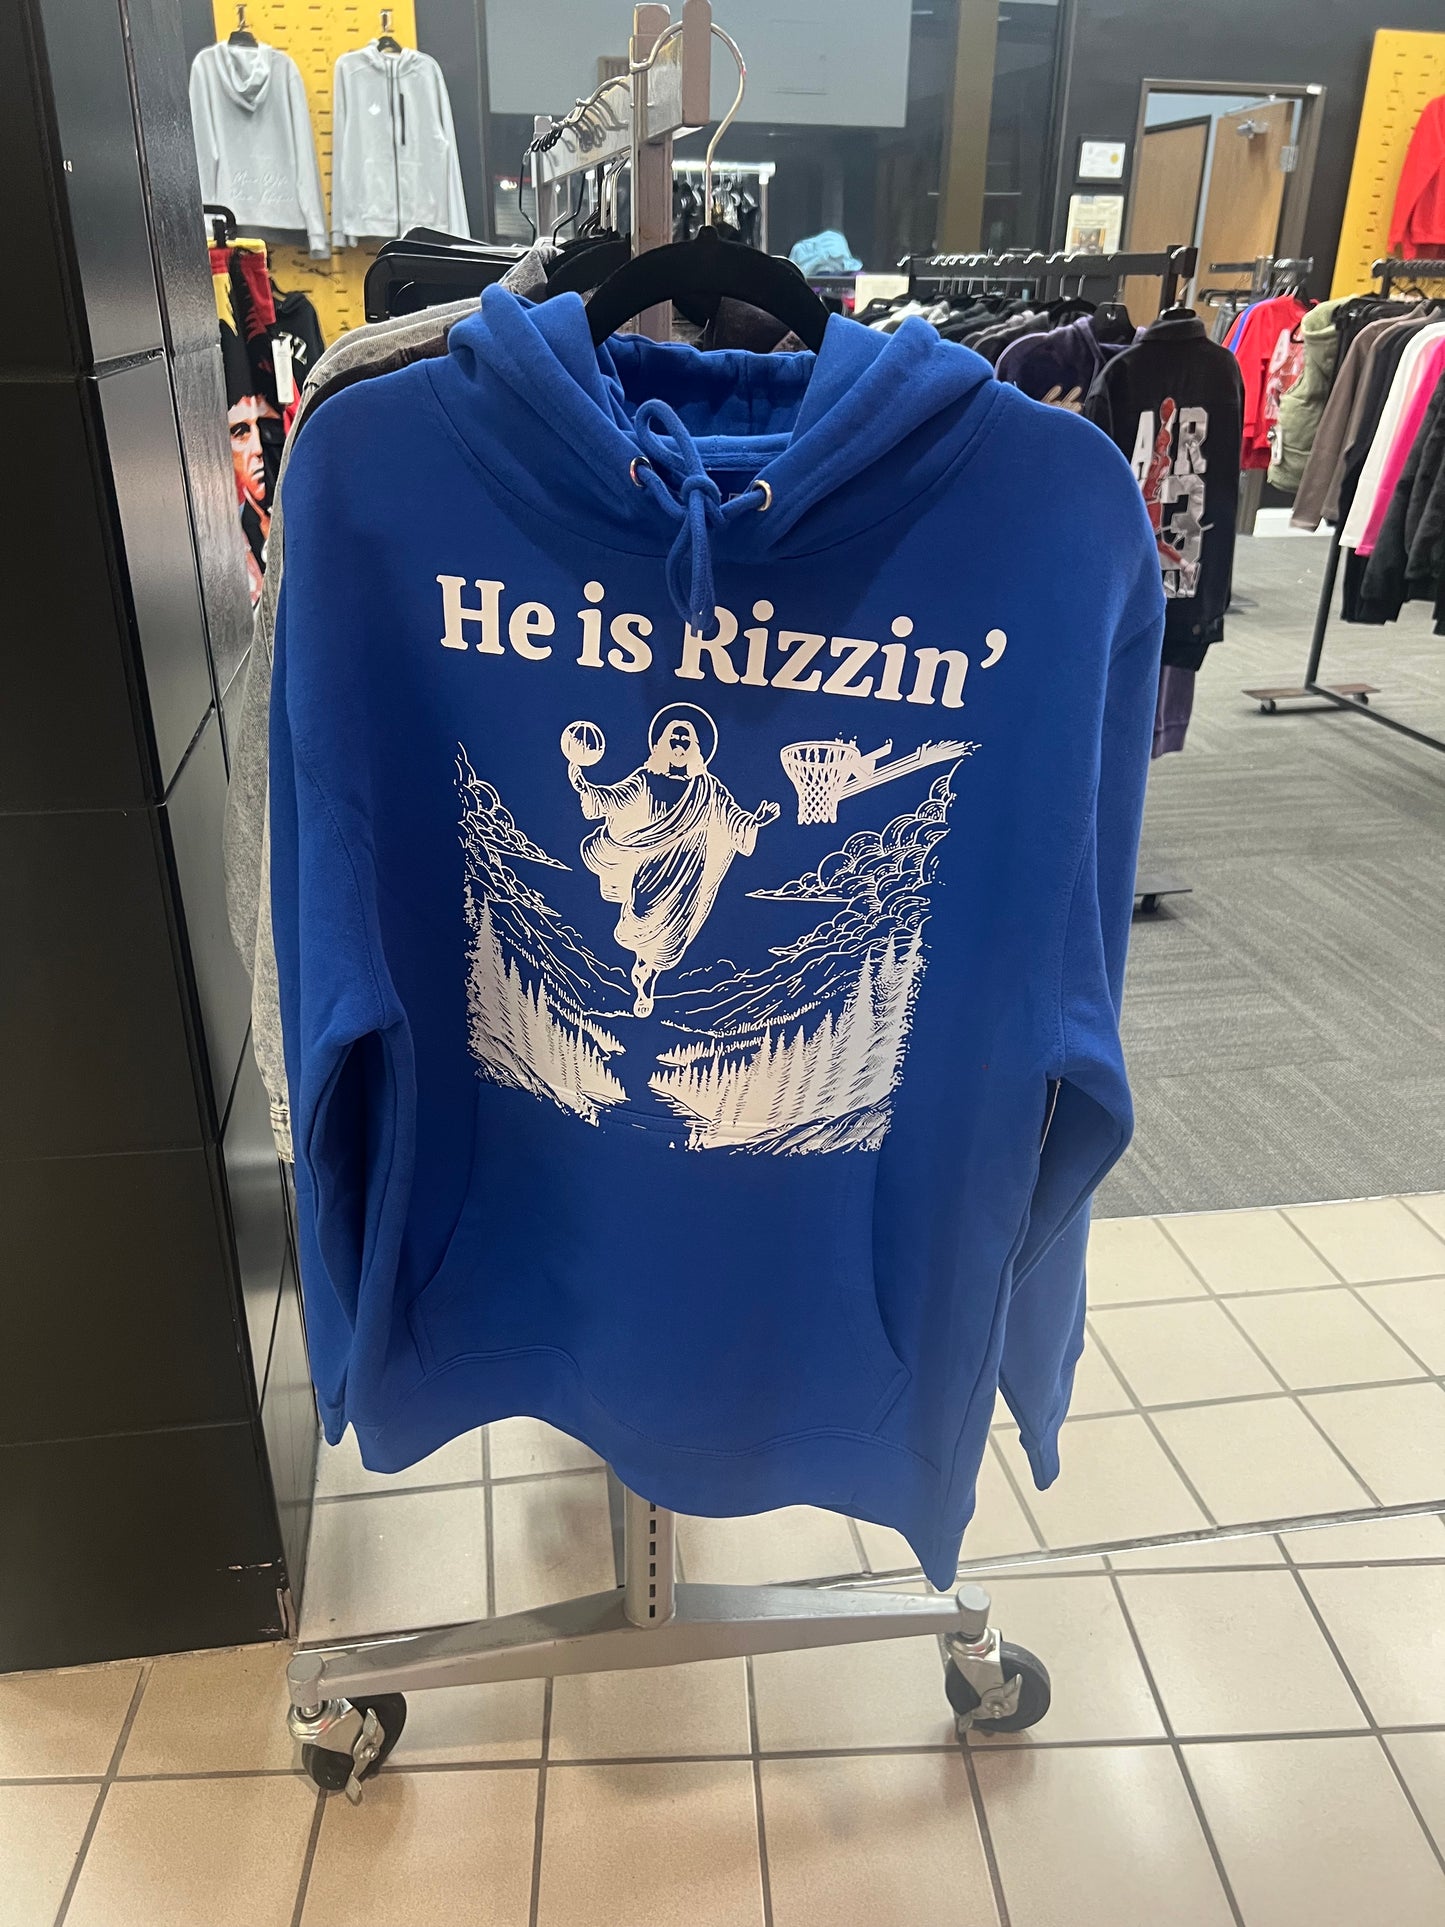 He is Rizzin’